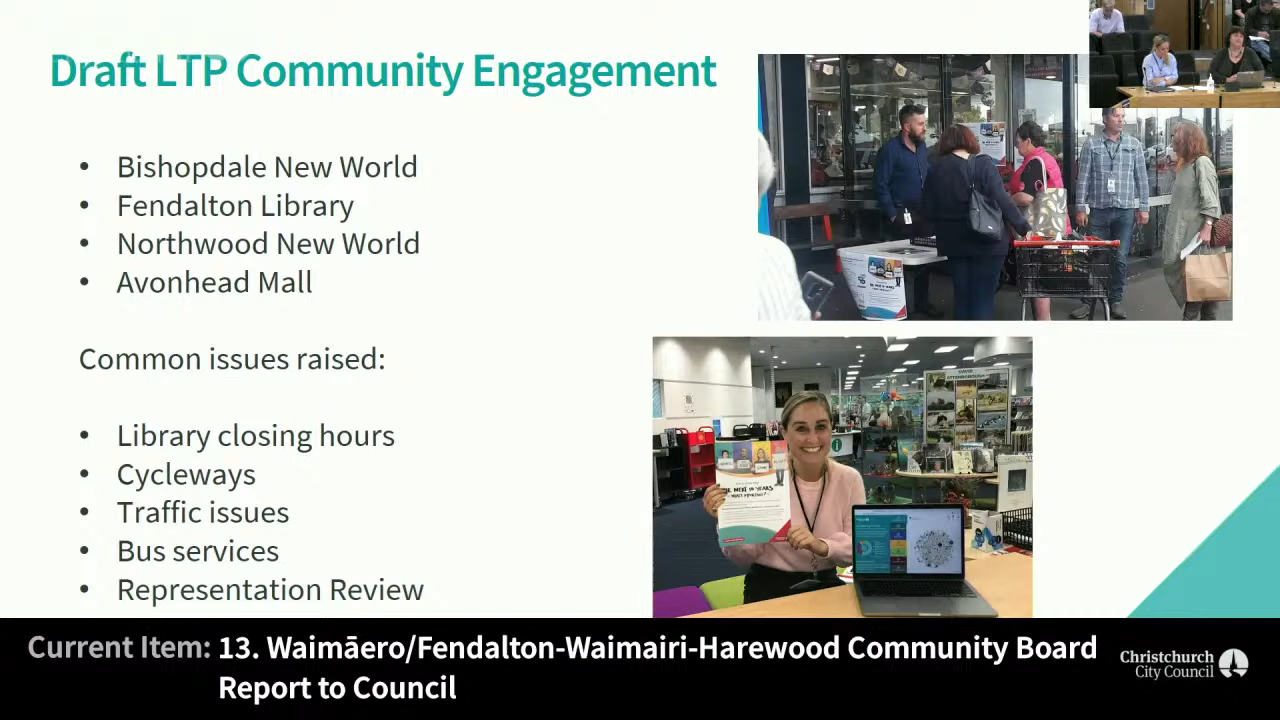 Draft LTP Community Engagement
• Bishopdale New World
• Fendalton Library
• Northwood New World
• Avonhead Mall
Common issues raised:
• Library closing hours
• Cycleways
• Traffic issues
• Bus services
• Representation Review
Current Item: 13. Waimāero/Fendalton-Waimairi-Harewood Community Board
Report to Council
Christchurch
City Council